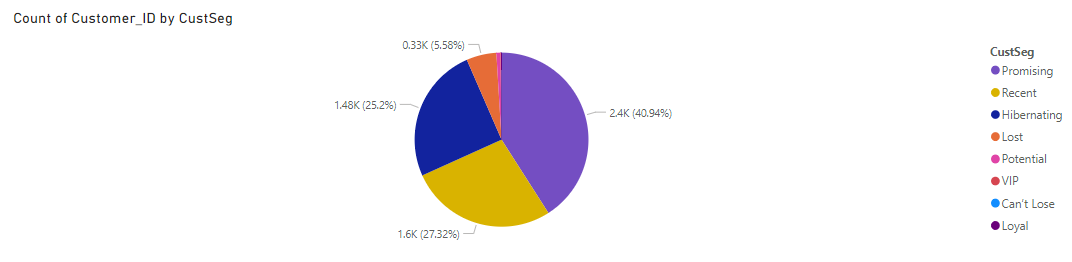 Count of Customer_ID by CustSeg
0.33K (5.58%)
1.48K (25.2%)
2.4K (40.94%)
1.6K (27.32%)
CustSeg
Promising
Recent
Hibernating
Lost
Potential
VIP
Can't Lose
Loyal